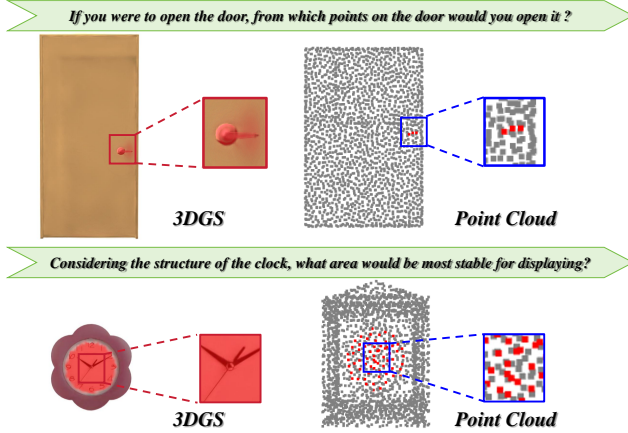 If you were to open the door, from which points on the door would you open it ?
3DGS
Point Cloud
Considering the structure of the clock, what area would be most stable for displaying?
3DGS
Point Cloud